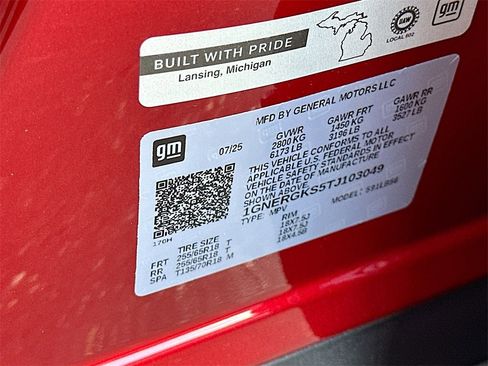 BUILT WITH PRIDE
Lansing, Michigan
UAW
LOCAL 602
gm
MFD BY GENERAL MOTORS LLC
gm
07/25
GVWR GAWR FRT GAWR RR
2800 KG 1450 KG 1600 KG
6173 LB 3196 LB 3527 LB
THIS VEHICLE CONFORMS TO ALL
APPLICABLE U.S. FEDERAL MOTOR
VEHICLE SAFETY STANDARDS IN EFFECT
ON THE DATE OF MANUFACTURE
SHOWN ABOVE.
1GNERGKS5TJ103049
TYPE: MPV MODEL: S91LB56
170H
TIRE SIZE RIM
FRT 255/65R18 T 18X7.5J
RR 255/65R18 T 18X7.5J
SPA T135/70R18 M 18X4.5B